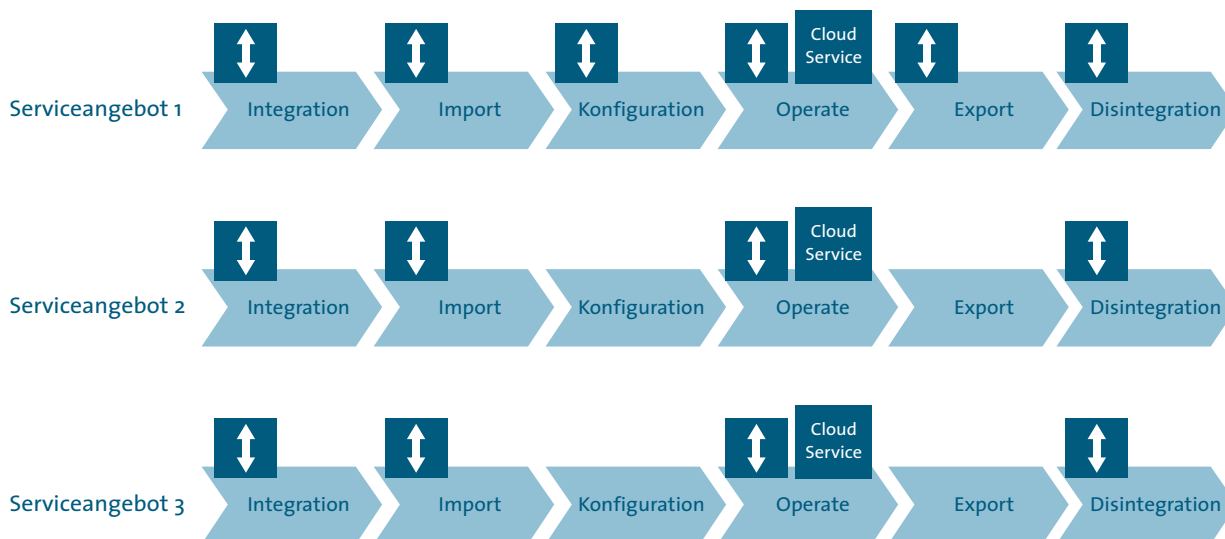 Cloud
Service
Serviceangebot 1
Integration
Import
Konfiguration
Operate
Export
Disintegration
Cloud
Service
Serviceangebot 2
Integration
Import
Konfiguration
Operate
Export
Disintegration
Cloud
Service
Serviceangebot 3
Integration
Import
Konfiguration
Operate
Export
Disintegration